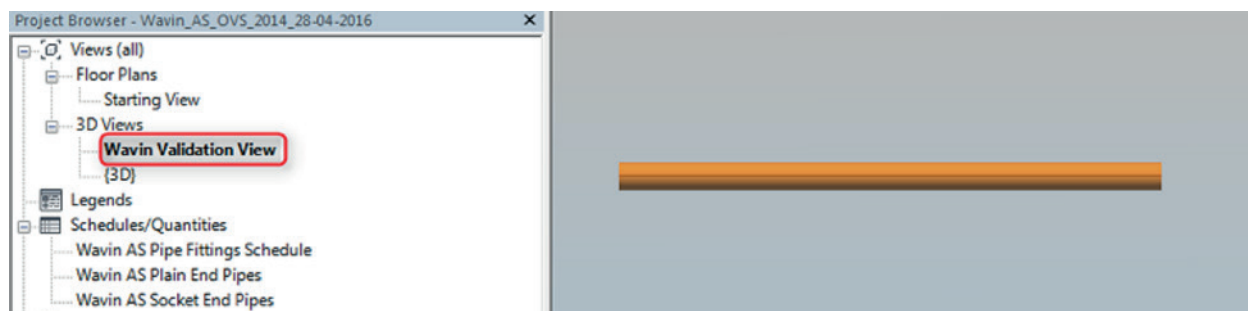 Project Browser - Wavin_AS_OVS_2014_28-04-2016
Views (all)
Floor Plans
Starting View
3D Views
Wavin Validation View
{3D}
Legends
Schedules/Quantities
Wavin AS Pipe Fittings Schedule
Wavin AS Plain End Pipes
Wavin AS Socket End Pipes